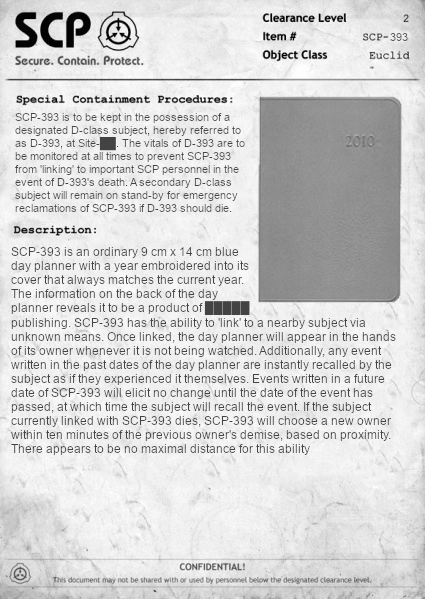 SCP
Secure. Contain. Protect.
Clearance Level 2
Item # SCP-393
Object Class Euclid
Special Containment Procedures:
SCP-393 is to be kept in the possession of a
designated D-class subject, hereby referred to
as D-393, at Site-██. The vitals of D-393 are to
be monitored at all times to prevent SCP-393
from 'linking' to important SCP personnel in the
event of D-393's death. A secondary D-class
subject will remain on stand-by for emergency
reclamations of SCP-393 if D-393 should die.
2010
Description:
SCP-393 is an ordinary 9 cm x 14 cm blue
day planner with a year embroidered into its
cover that always matches the current year.
The information on the back of the day
planner reveals it to be a product of █████
publishing. SCP-393 has the ability to 'link' to a nearby subject via
unknown means. Once linked, the day planner will appear in the hands
of its owner whenever it is not being watched. Additionally, any event
written in the past dates of the day planner are instantly recalled by the
subject as if they experienced it themselves. Events written in a future
date of SCP-393 will elicit no change until the date of the event has
passed, at which time the subject will recall the event. If the subject
currently linked with SCP-393 dies, SCP-393 will choose a new owner
within ten minutes of the previous owner's demise, based on proximity.
There appears to be no maximal distance for this ability
CONFIDENTIAL!
This document may not be shared with or used by personnel below the designated clearance level.